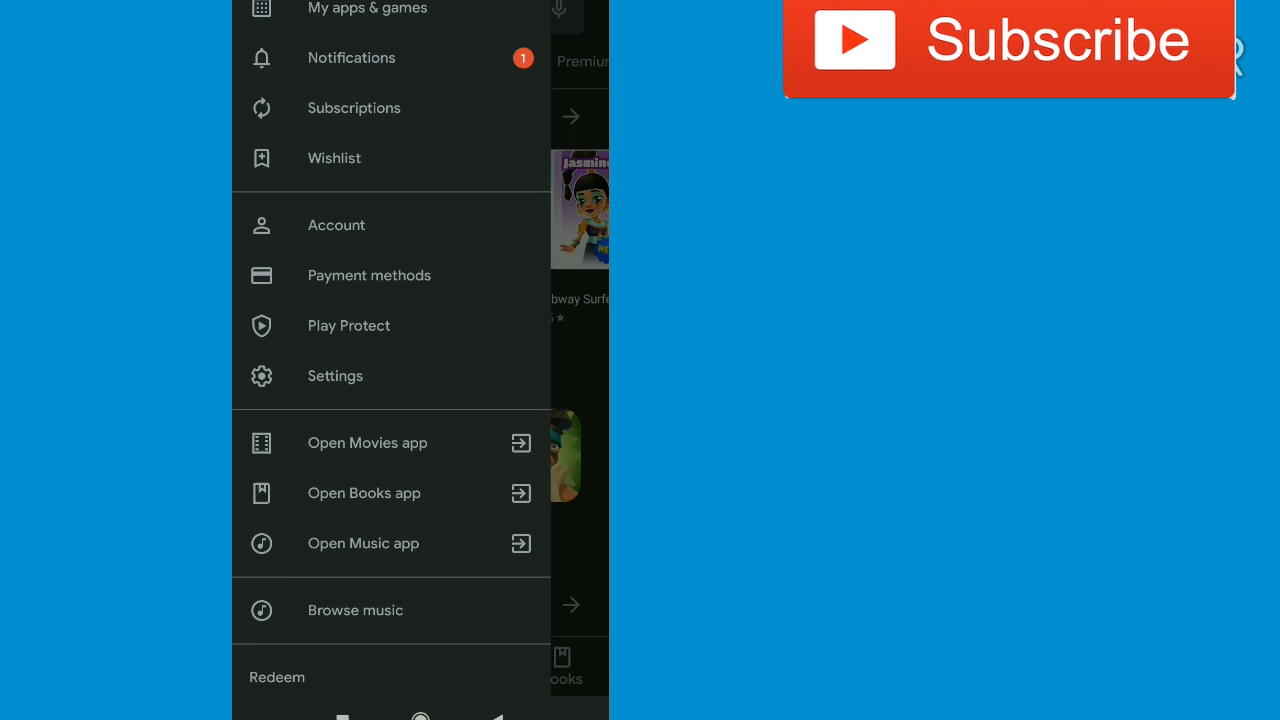 My apps & games
Notifications 1
Subscriptions
Wishlist
Account
Payment methods
Play Protect
Settings
Open Movies app
Open Books app
Open Music app
Browse music
Redeem
Subscribe
Jasmine